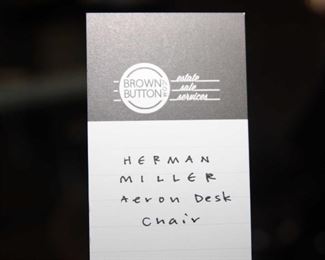 BROWN
BUTTON
estate
sale
services
HERMAN
MILLER
Aeron Desk
Chair